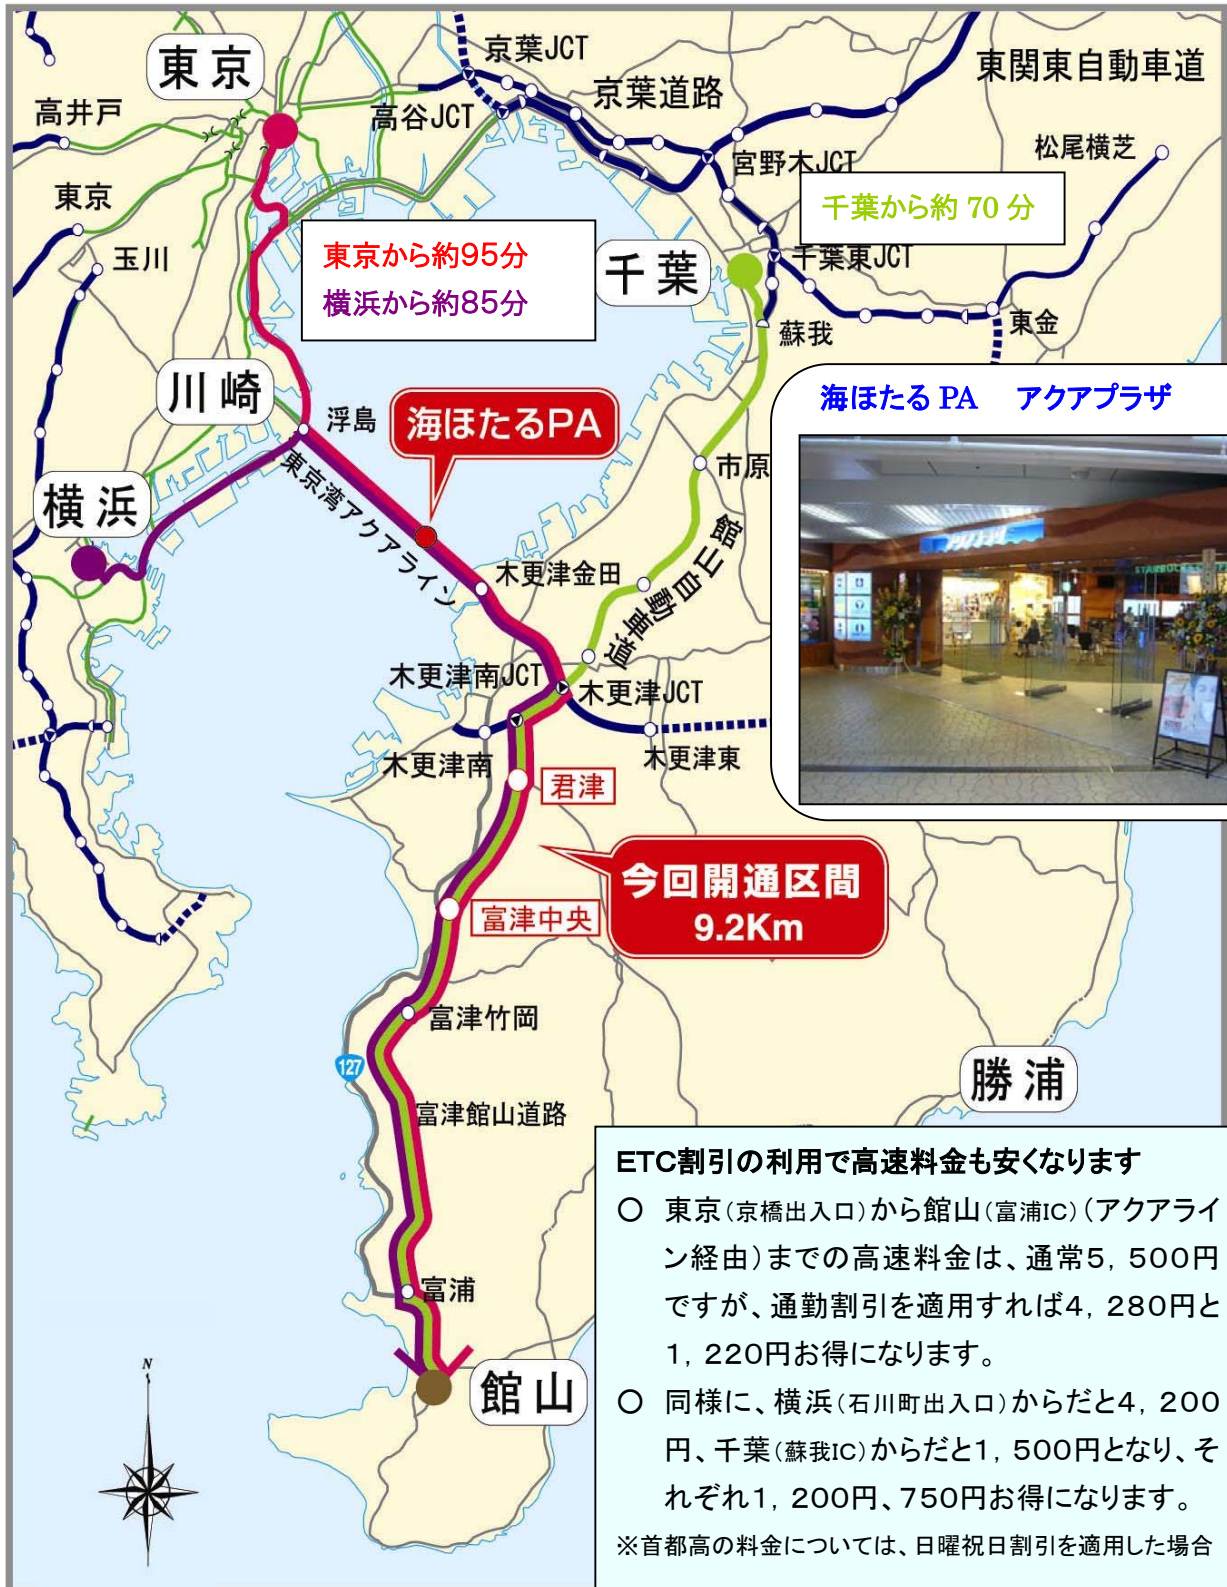 東京
京葉JCT
東関東自動車道
高井戸
高谷JCT
京葉道路
宮野木JCT
松尾横芝
東京
千葉から約 70 分
玉川
東京から約95分
横浜から約85分
千葉
千葉東JCT
東金
蘇我
川崎
海ほたる PA アクアプラザ
浮島
海ほたるPA
市原
横浜
東京湾アクアライン
館山自動車道
STARBUCKS
木更津金田
木更津南JCT
木更津JCT
木更津南
木更津東
君津
今回開通区間
9.2Km
富津中央
富津竹岡
127
勝浦
富津館山道路
富浦
館山
N
ETC割引の利用で高速料金も安くなります
○ 東京(京橋出入口)から館山(富浦IC)(アクアライ
ン経由)までの高速料金は、通常5,500円
ですが、通勤割引を適用すれば4,280円と
1,220円お得になります。
○ 同様に、横浜(石川町出入口)からだと4,200
円、千葉(蘇我IC)からだと1,500円となり、そ
れぞれ1,200円、750円お得になります。
※首都高の料金については、日曜祝日割引を適用した場合